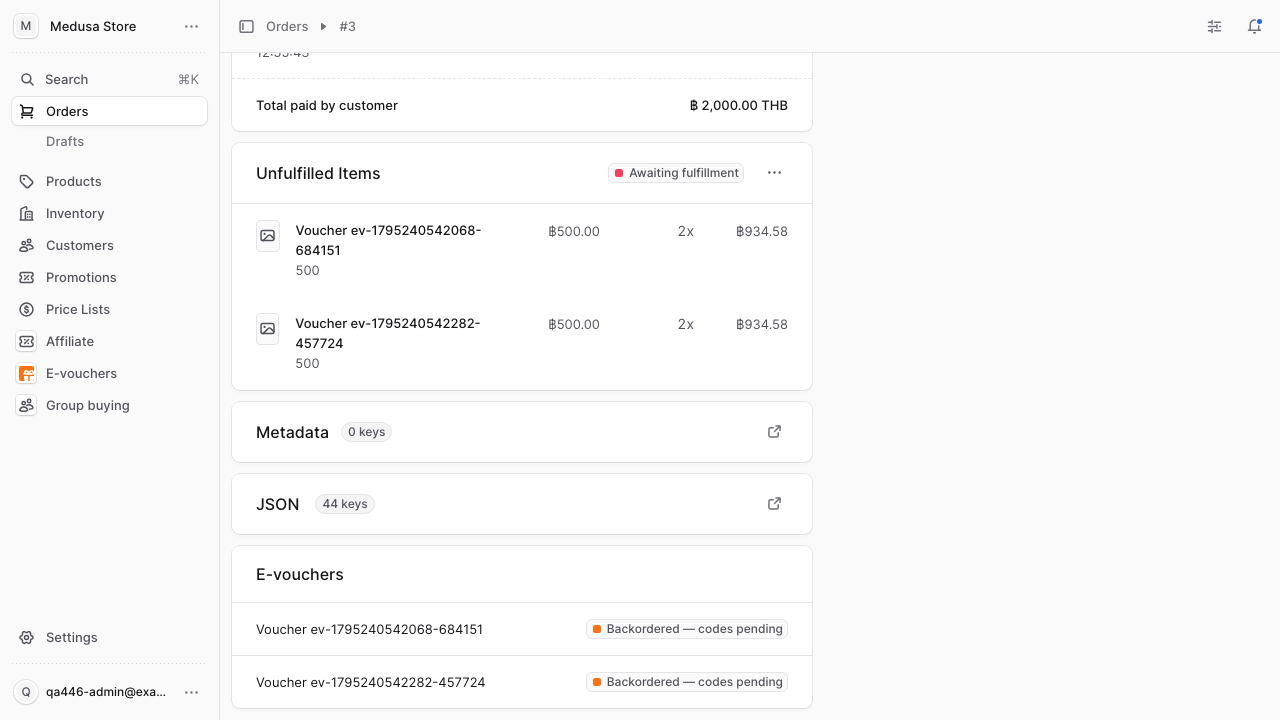 M
Medusa Store
Search
⌘K
Orders
Drafts
Products
Inventory
Customers
Promotions
Price Lists
Affiliate
E-vouchers
Group buying
Settings
Q
qa446-admin@exa...
Orders
#3
Total paid by customer
฿ 2,000.00 THB
Unfulfilled Items
Awaiting fulfillment
Voucher ev-1795240542068-
684151
500
฿500.00
2x
฿934.58
Voucher ev-1795240542282-
457724
500
฿500.00
2x
฿934.58
Metadata
0 keys
JSON
44 keys
E-vouchers
Voucher ev-1795240542068-684151
Backordered — codes pending
Voucher ev-1795240542282-457724
Backordered — codes pending